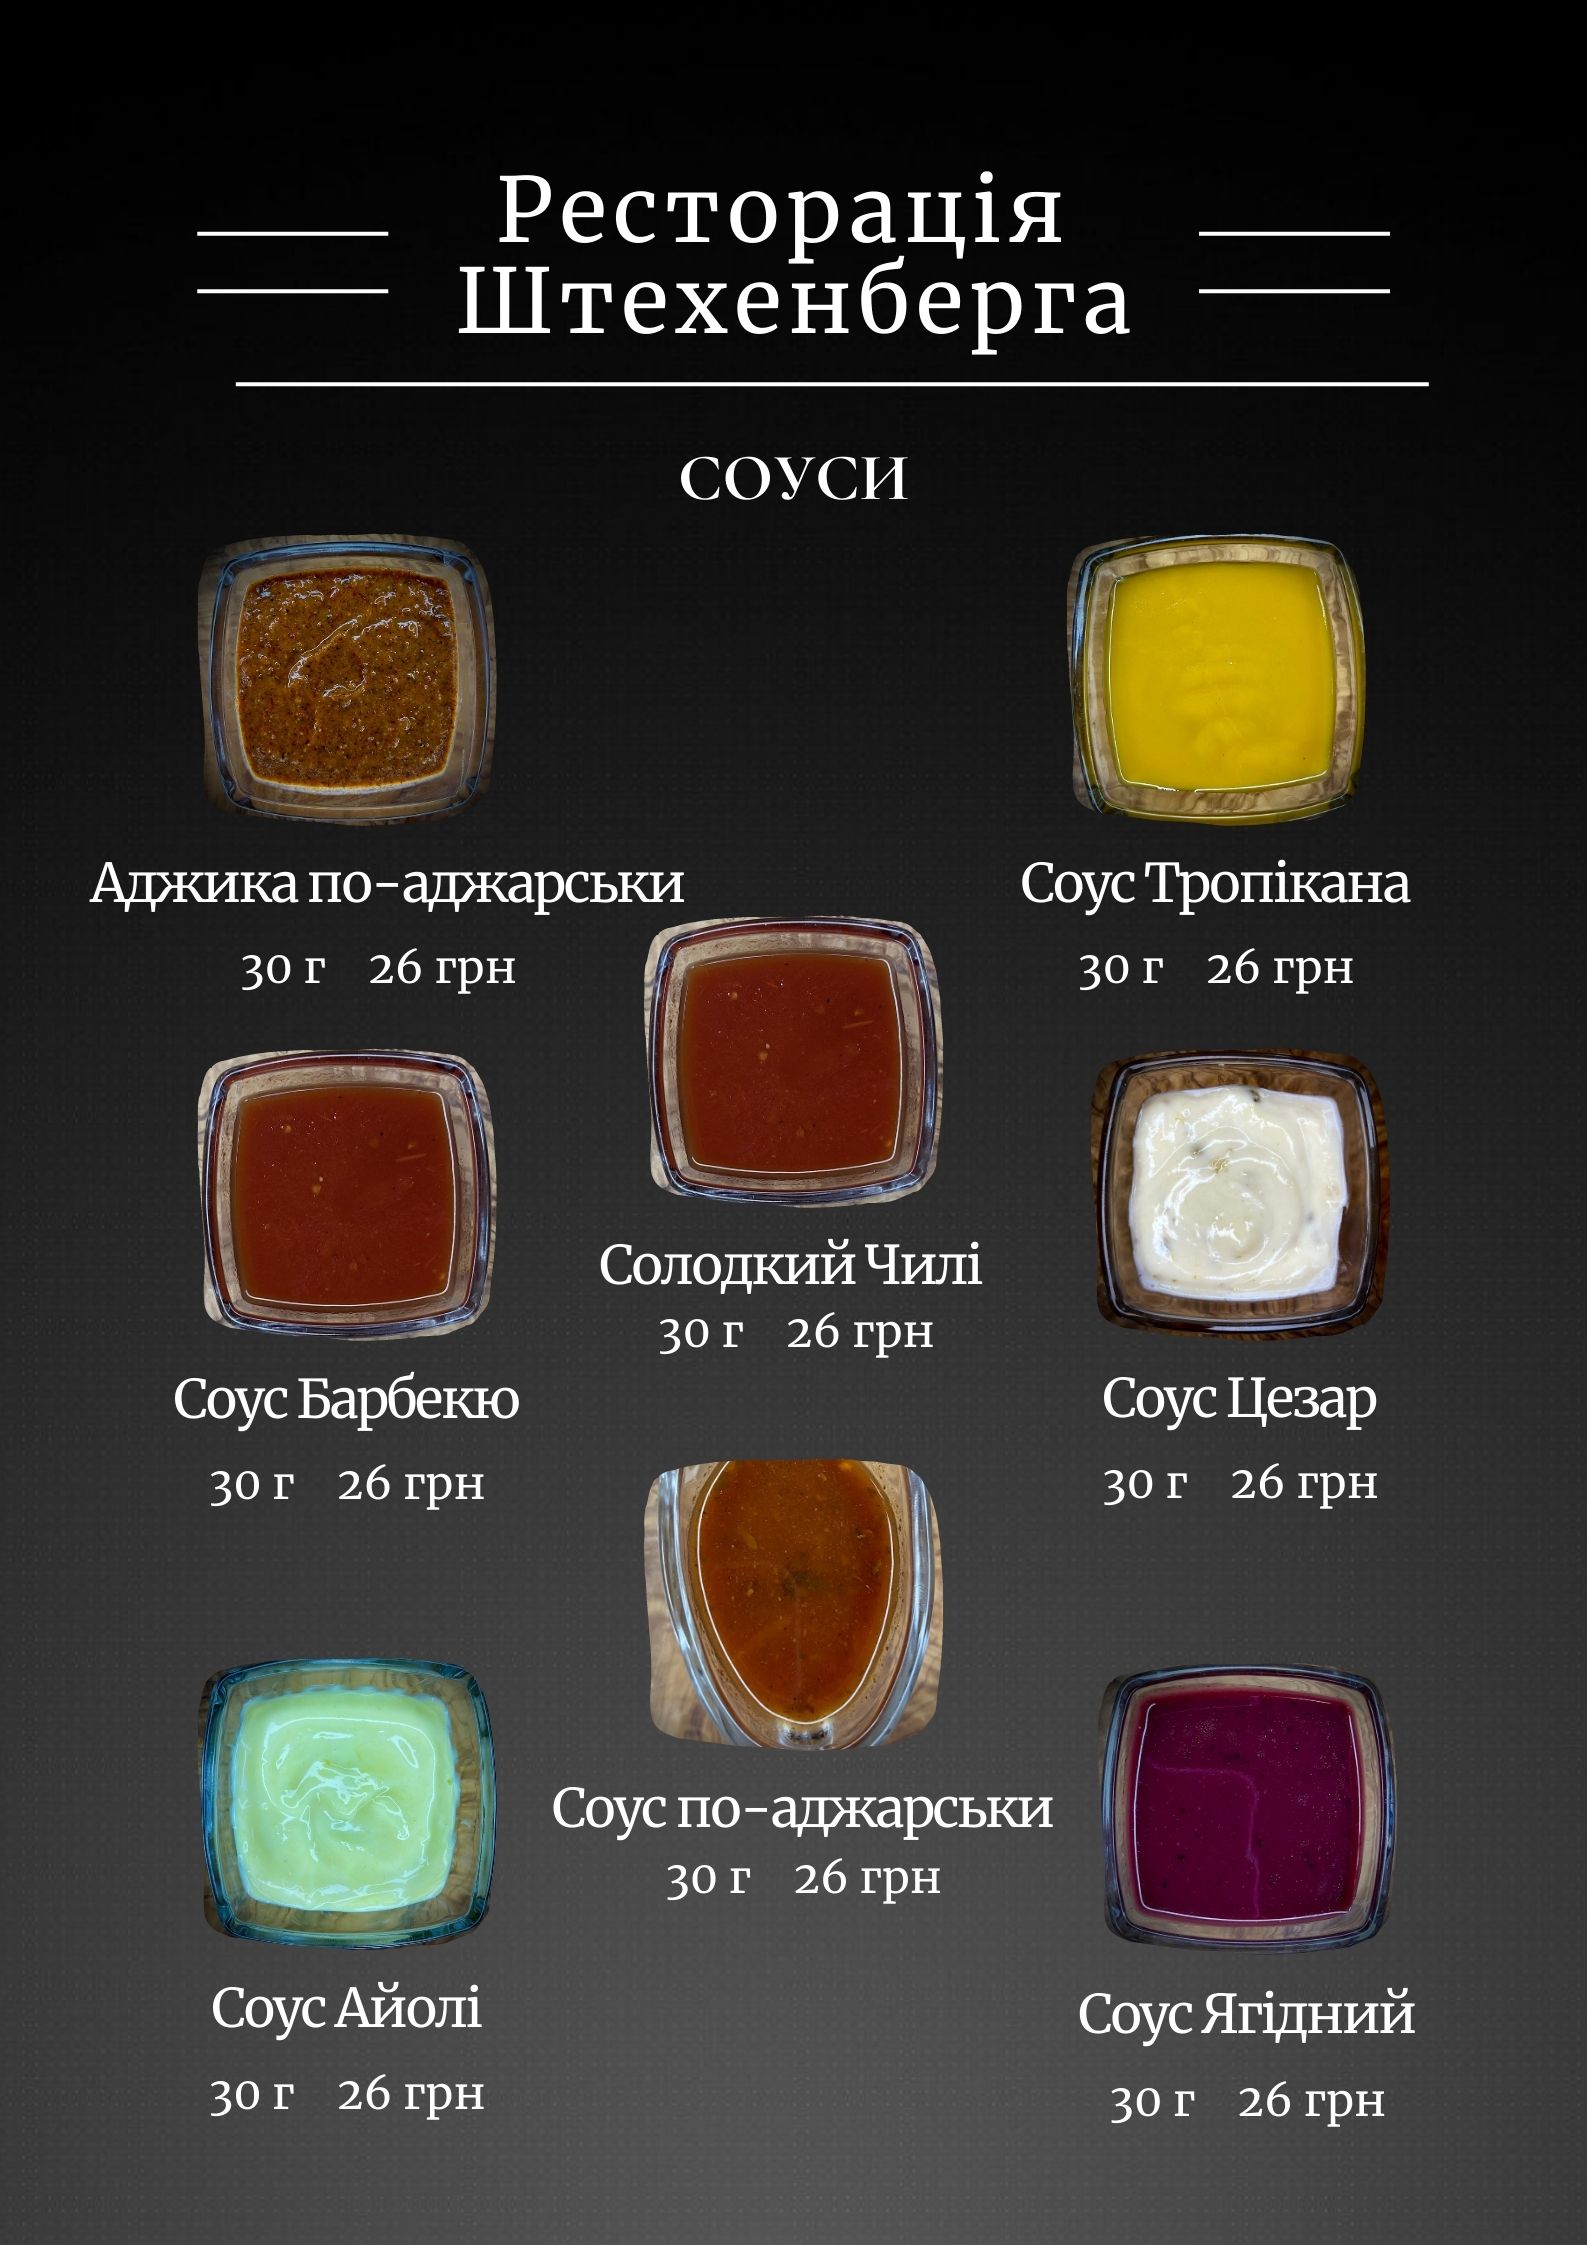 Ресторація
Штехенберга
СОУСИ
Аджика по-аджарськи
30 г 26 грн
Соус Тропікана
30 г 26 грн
Солодкий Чилі
30 г 26 грн
Соус Барбекю
30 г 26 грн
Соус Цезар
30 г 26 грн
Соус по-аджарськи
30 г 26 грн
Соус Айолі
30 г 26 грн
Соус Ягідний
30 г 26 грн